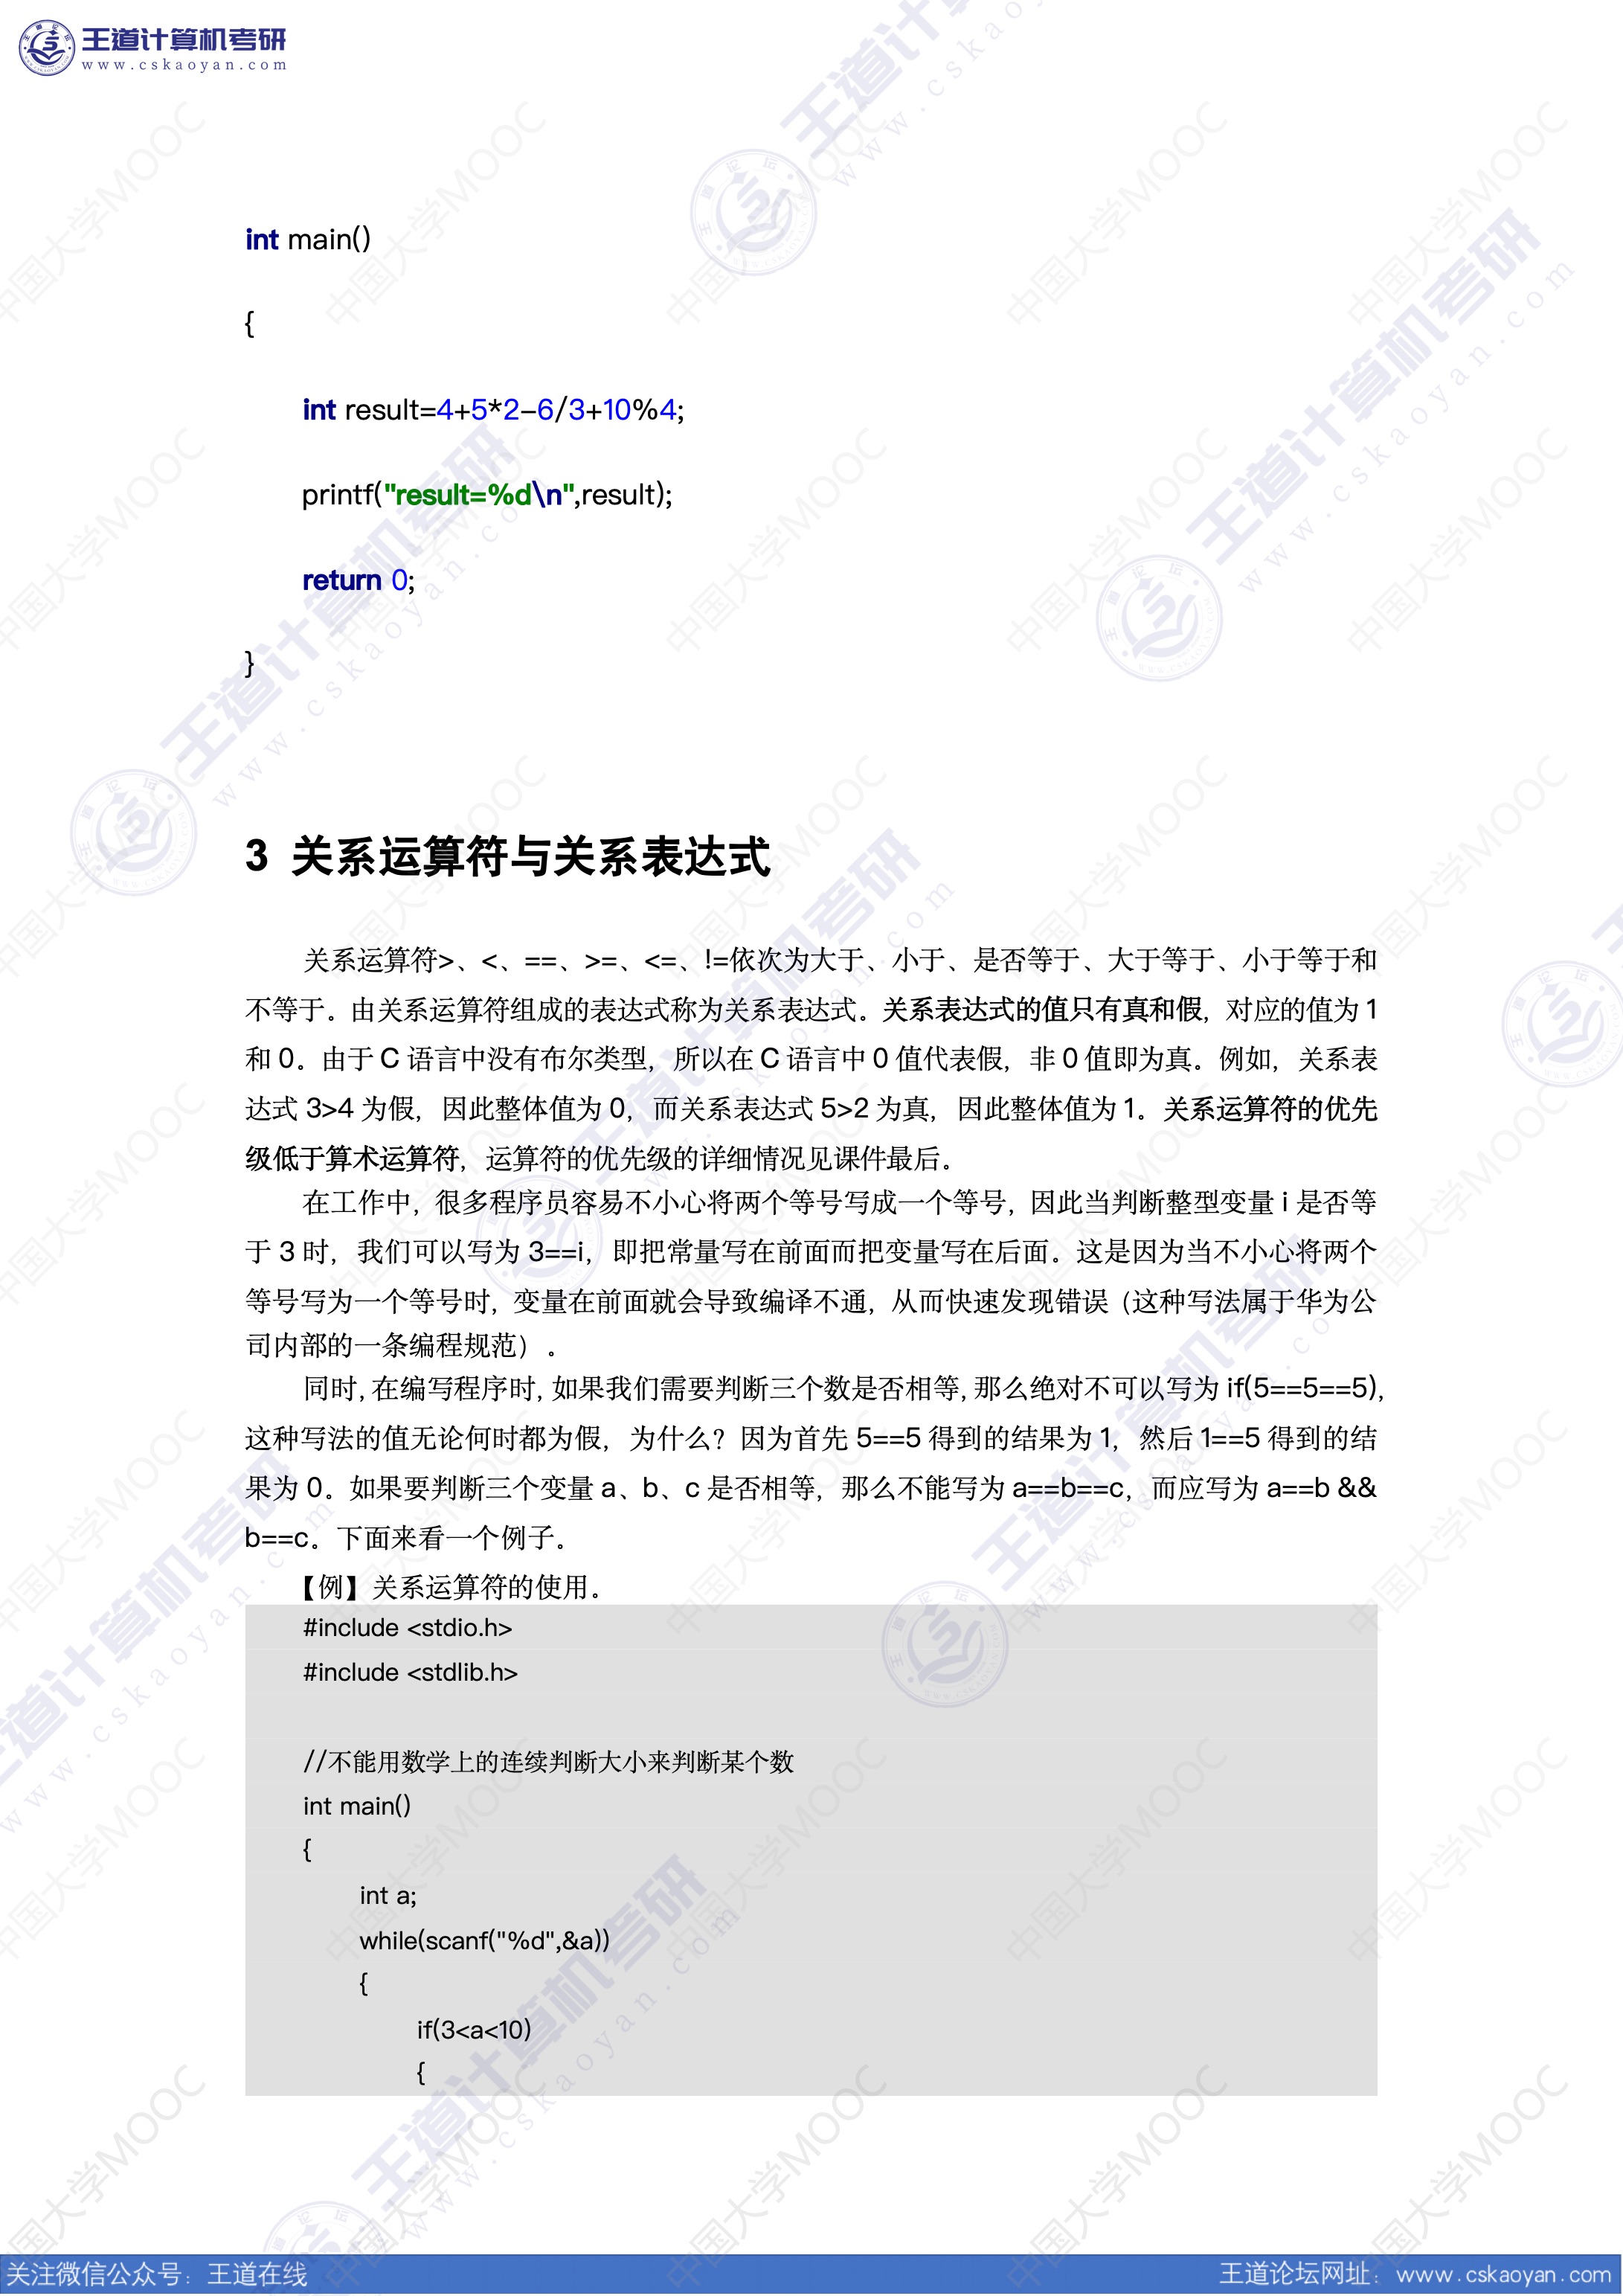 王道计算机考研
www.cskaoyan.com
int main()
{
int result=4+5*2-6/3+10%4;
printf("result=%d\n",result);
return 0;
}
3 关系运算符与关系表达式
关系运算符>、<、==、>=、<=、!=依次为大于、小于、是否等于、大于等于、小于等于和
不等于。由关系运算符组成的表达式称为关系表达式。关系表达式的值只有真和假，对应的值为 1
和 0。由于 C 语言中没有布尔类型，所以在 C 语言中 0 值代表假，非 0 值即为真。例如，关系表
达式 3>4 为假，因此整体值为 0，而关系表达式 5>2 为真，因此整体值为 1。关系运算符的优先
级低于算术运算符，运算符的优先级的详细情况见课件最后。
在工作中，很多程序员容易不小心将两个等号写成一个等号，因此当判断整型变量 i 是否等
于 3 时，我们可以写为 3==i，即把常量写在前面而把变量写在后面。这是因为当不小心将两个
等号写为一个等号时，变量在前面就会导致编译不通，从而快速发现错误（这种写法属于华为公
司内部的一条编程规范）。
同时，在编写程序时，如果我们需要判断三个数是否相等，那么绝对不可以写为 if(5==5==5)，
这种写法的值无论何时都为假，为什么？因为首先 5==5 得到的结果为 1，然后 1==5 得到的结
果为 0。如果要判断三个变量 a、b、c 是否相等，那么不能写为 a==b==c，而应写为 a==b &&
b==c。下面来看一个例子。
【例】关系运算符的使用。
#include <stdio.h>
#include <stdlib.h>
//不能用数学上的连续判断大小来判断某个数
int main()
{
int a;
while(scanf("%d",&a))
{
if(3<a<10)
{
关注微信公众号：王道在线
王道论坛网址：www.cskaoyan.com